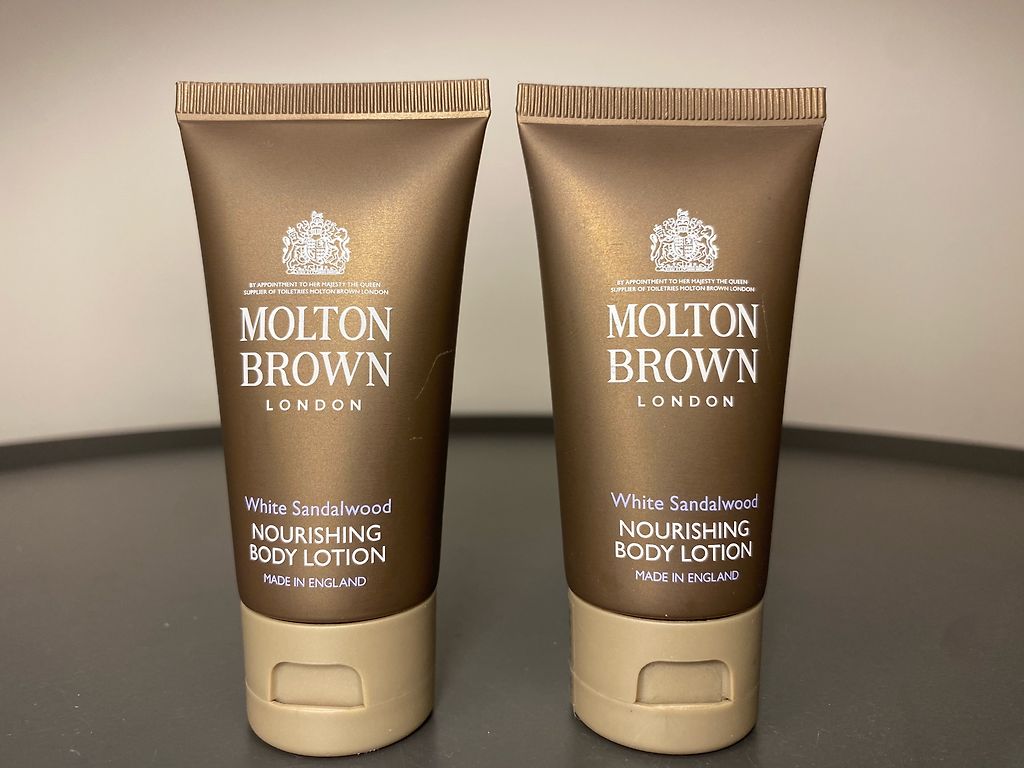 BY APPOINTMENT TO HER MAJESTY THE QUEEN
SUPPLIER OF TOILETRIES MOLTON BROWN LONDON
MOLTON
BROWN
LONDON
White Sandalwood
NOURISHING
BODY LOTION
MADE IN ENGLAND
BY APPOINTMENT TO HER MAJESTY THE QUEEN
SUPPLIER OF TOILETRIES MOLTON BROWN LONDON
MOLTON
BROWN
LONDON
White Sandalwood
NOURISHING
BODY LOTION
MADE IN ENGLAND